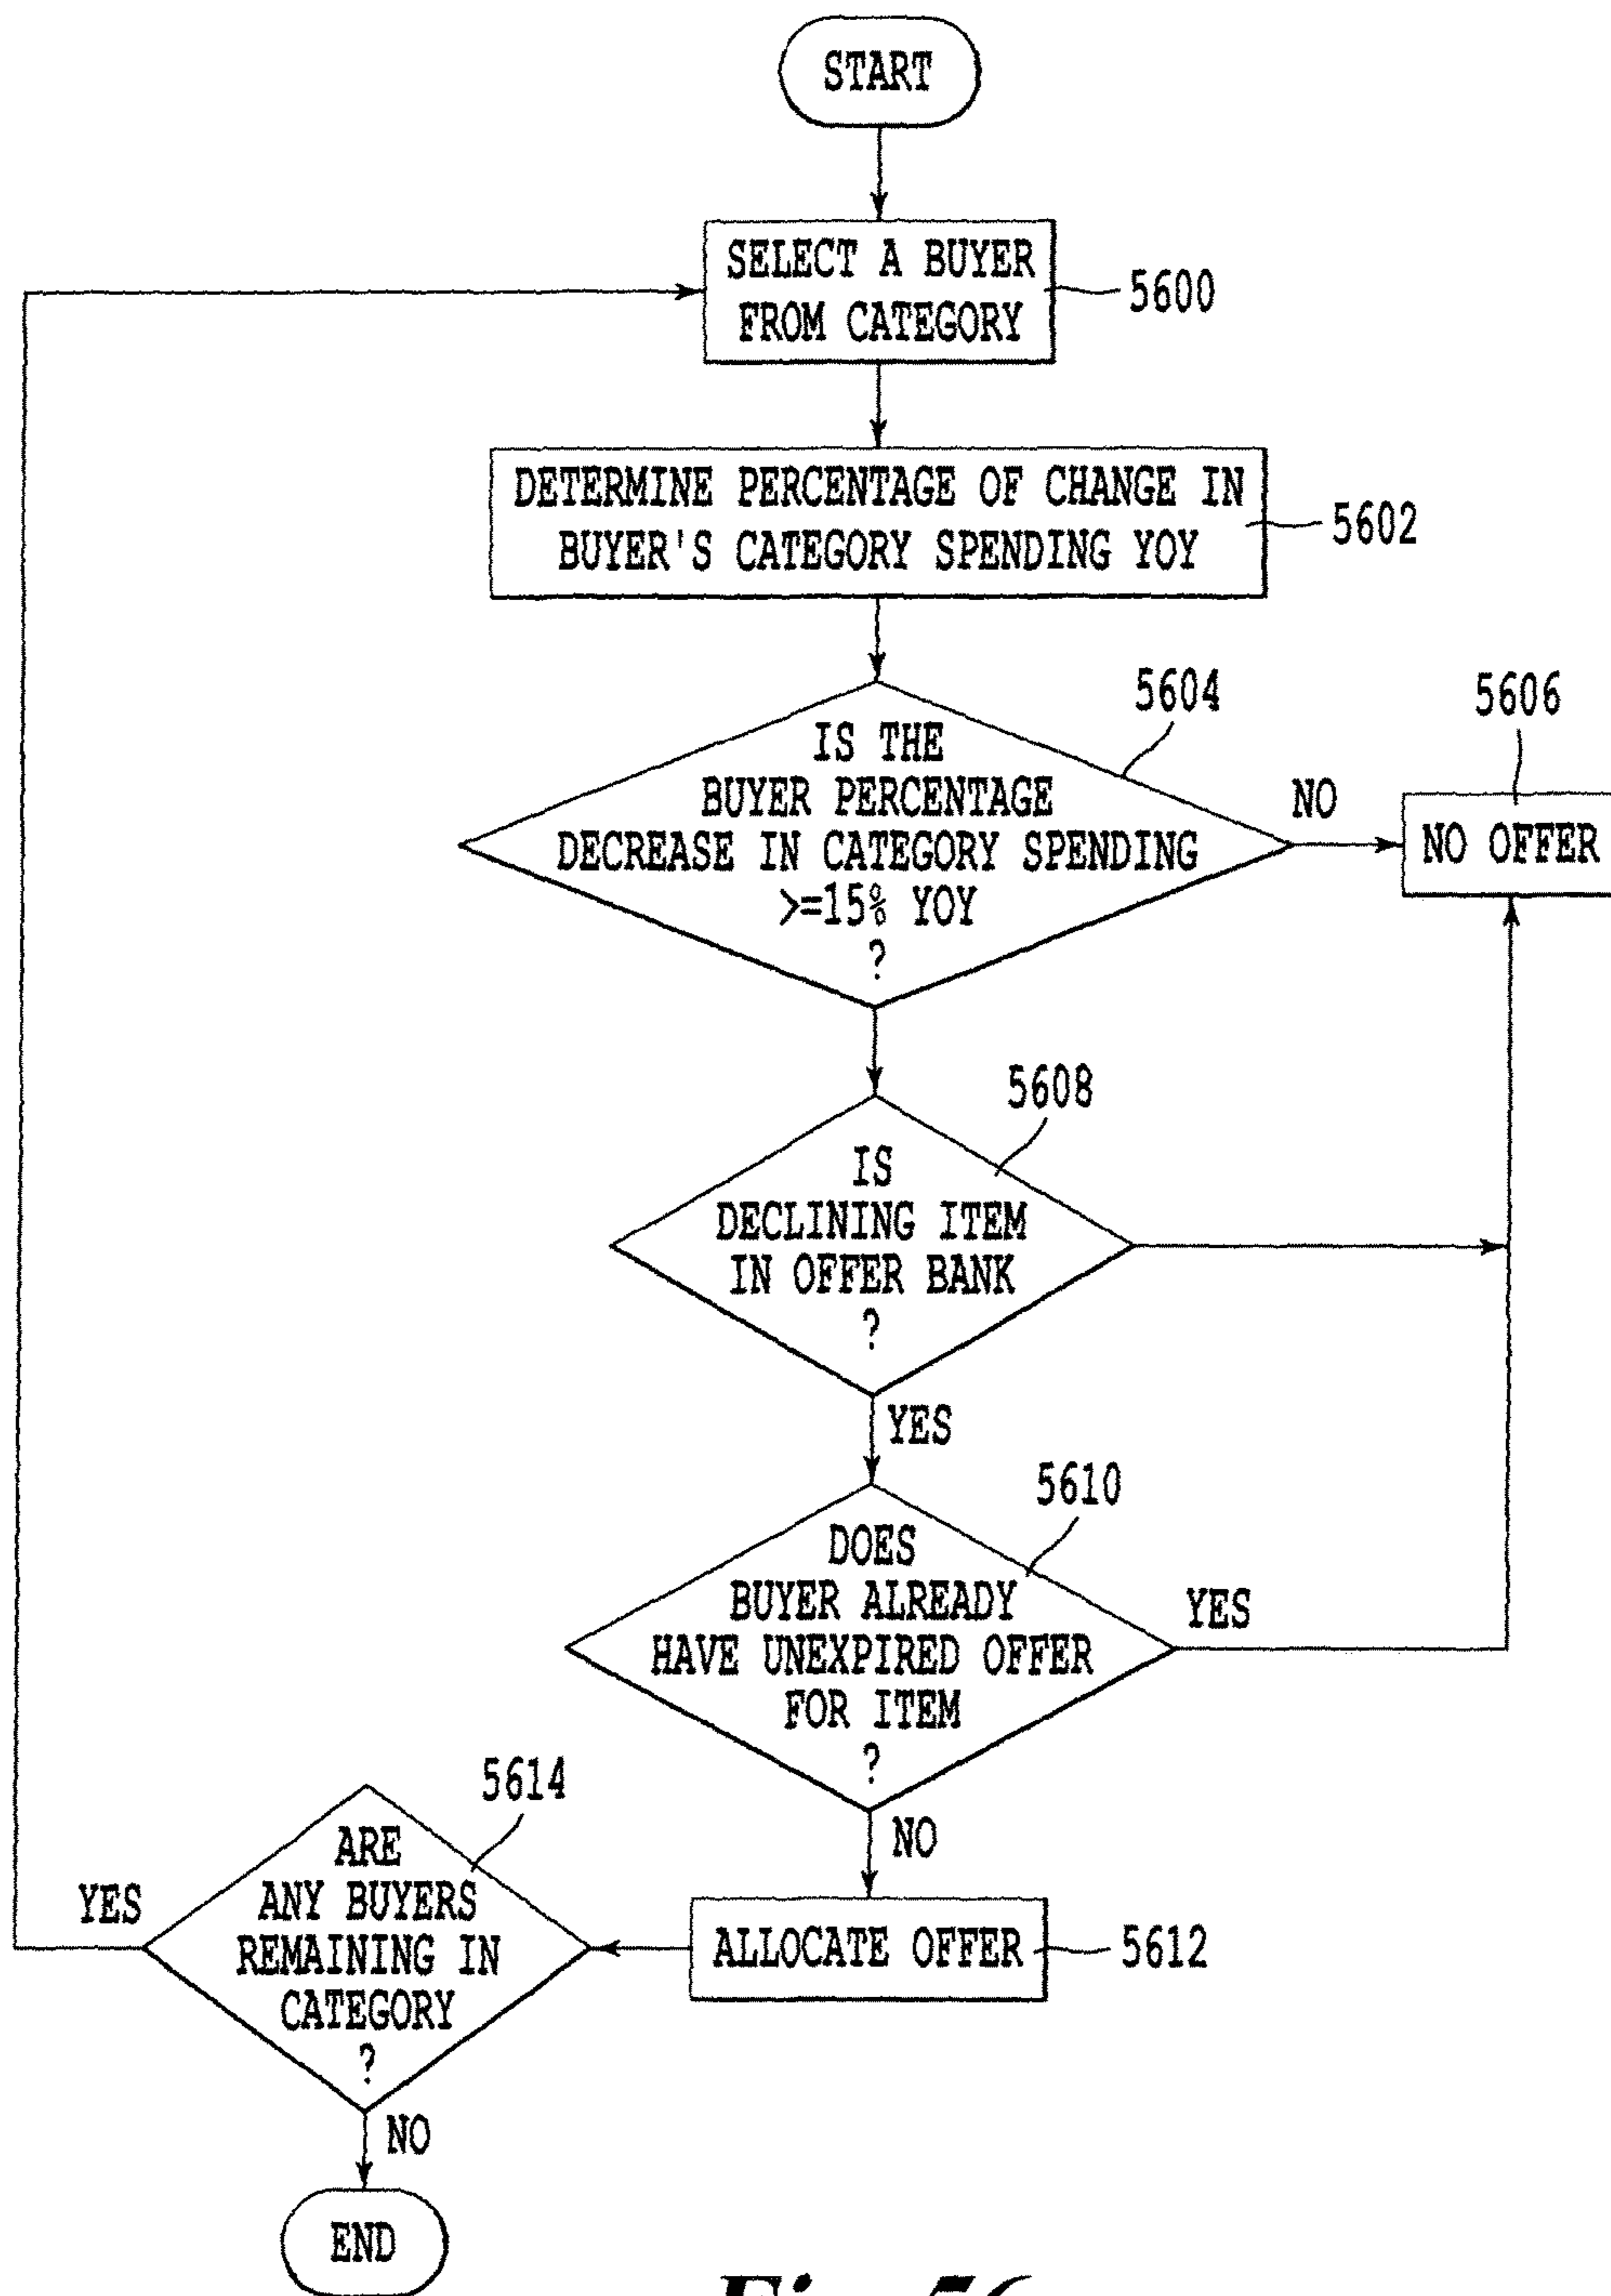 START
SELECT A BUYER
FROM CATEGORY
5600
DETERMINE PERCENTAGE OF CHANGE IN
BUYER'S CATEGORY SPENDING YOY
5602
5604
5606
IS THE
BUYER PERCENTAGE
DECREASE IN CATEGORY SPENDING
>=15% YOY
?
NO
NO OFFER
5608
IS
DECLINING ITEM
IN OFFER BANK
?
YES
5610
DOES
BUYER ALREADY
HAVE UNEXPIRED OFFER
FOR ITEM
?
YES
NO
5614
ARE
ANY BUYERS
REMAINING IN
CATEGORY
?
YES
ALLOCATE OFFER
5612
NO
END
Fig. 56